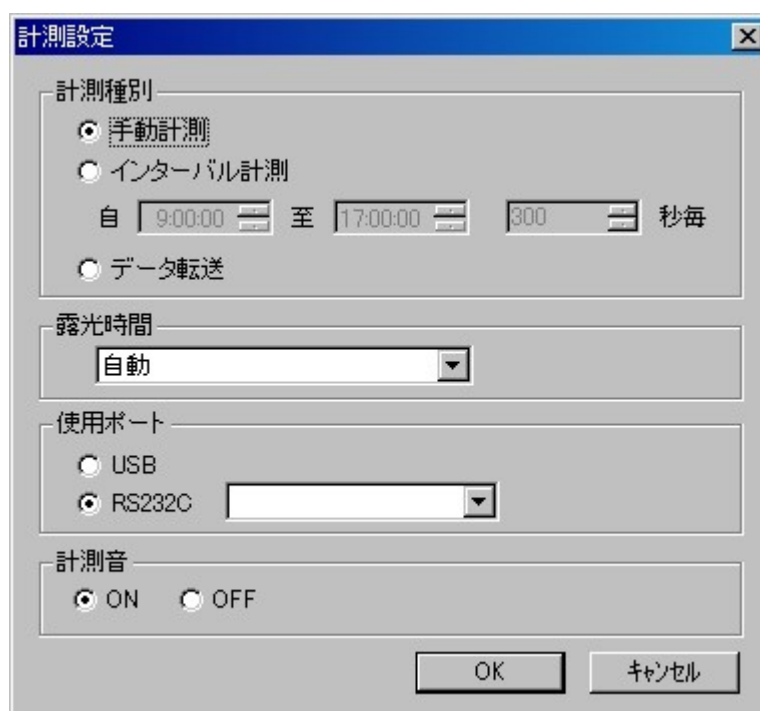 計測設定
計測種別
手動計測
インターバル計測
自 9:00:00 至 17:00:00 300 秒毎
データ転送
露光時間
自動
使用ポート
USB
RS232C
計測音
ON OFF
OK キャンセル